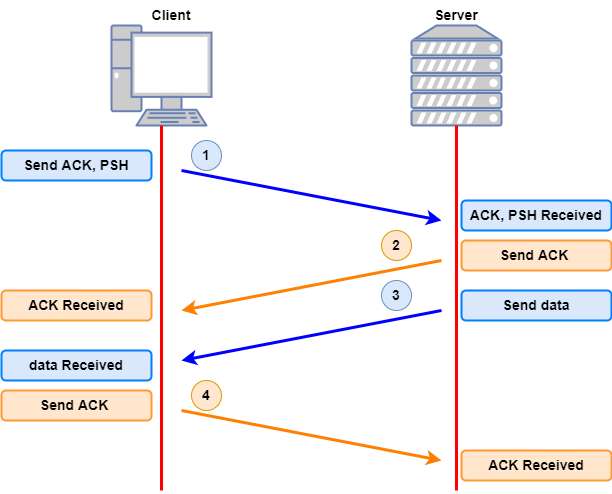 Client
Server
1
Send ACK, PSH
ACK, PSH Received
2
Send ACK
ACK Received
3
Send data
data Received
4
Send ACK
ACK Received